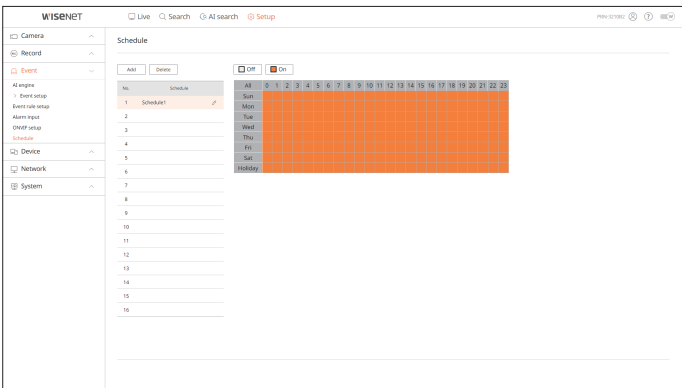 WISENET
Live Search AI search Setup
PRN-3210B2
Camera
Record
Event
AI engine
Event setup
Event rule setup
Alarm input
ONVIF setup
Schedule
Device
Network
System
Schedule
Add Delete
No. Schedule
1 Schedule1
2
3
4
5
6
7
8
9
10
11
12
13
14
15
16
Off On
All 0 1 2 3 4 5 6 7 8 9 10 11 12 13 14 15 16 17 18 19 20 21 22 23
Sun
Mon
Tue
Wed
Thu
Fri
Sat
Holiday